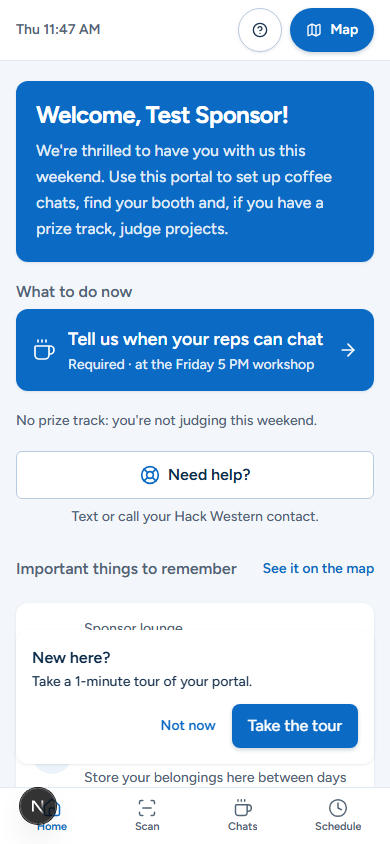 Thu 11:47 AM
Map
Welcome, Test Sponsor!
We're thrilled to have you with us this
weekend. Use this portal to set up coffee
chats, find your booth and, if you have a
prize track, judge projects.
What to do now
Tell us when your reps can chat
Required · at the Friday 5 PM workshop
No prize track: you're not judging this weekend.
Need help?
Text or call your Hack Western contact.
Important things to remember
See it on the map
Sponsor lounge
New here?
Take a 1-minute tour of your portal.
Not now
Take the tour
Store your belongings here between days
N
Home
Scan
Chats
Schedule